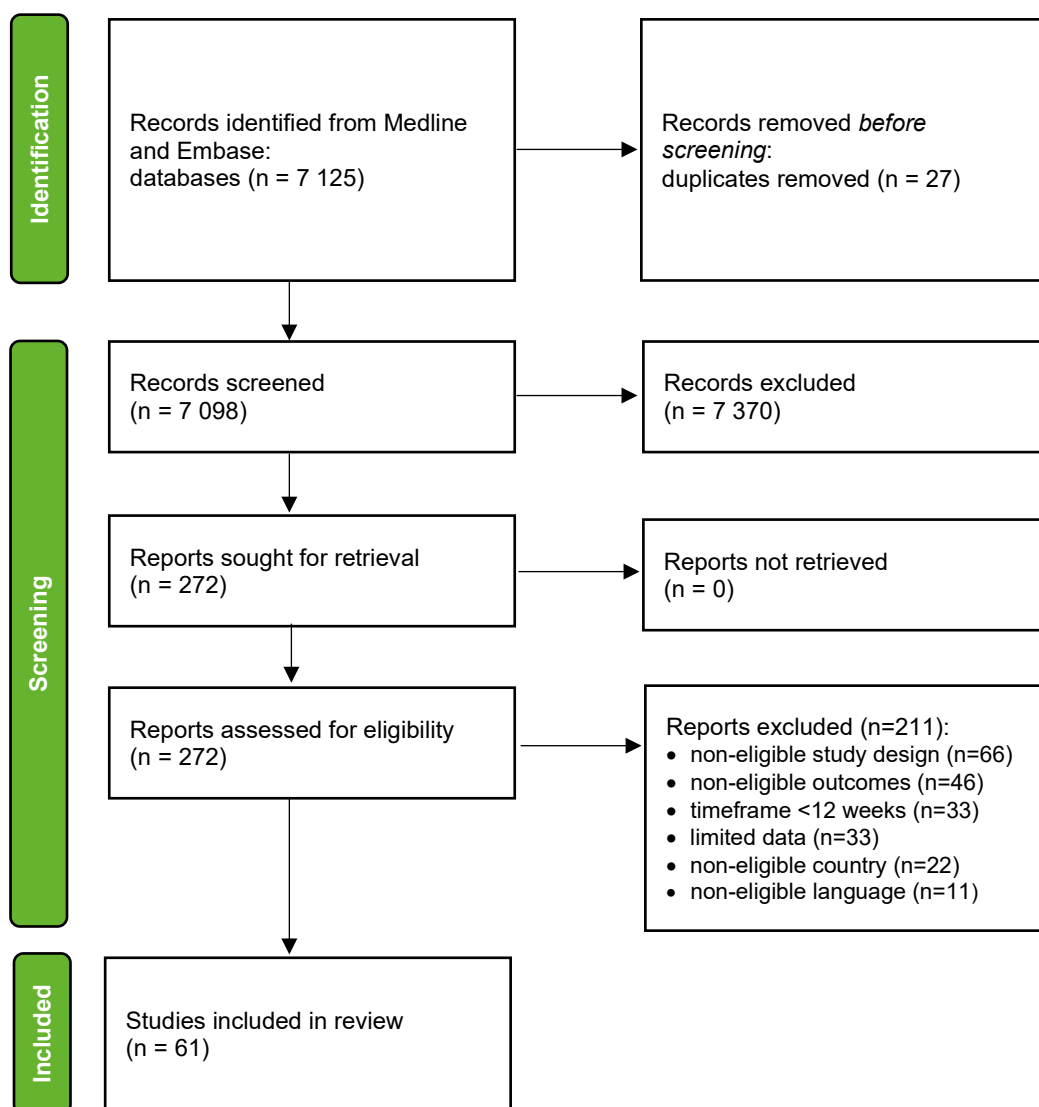 Identification
Records identified from Medline
and Embase:
databases (n = 7 125)
Records removed before
screening:
duplicates removed (n = 27)
Screening
Records screened
(n = 7 098)
Records excluded
(n = 7 370)
Reports sought for retrieval
(n = 272)
Reports not retrieved
(n = 0)
Reports assessed for eligibility
(n = 272)
Reports excluded (n=211):
• non-eligible study design (n=66)
• non-eligible outcomes (n=46)
• timeframe <12 weeks (n=33)
• limited data (n=33)
• non-eligible country (n=22)
• non-eligible language (n=11)
Included
Studies included in review
(n = 61)